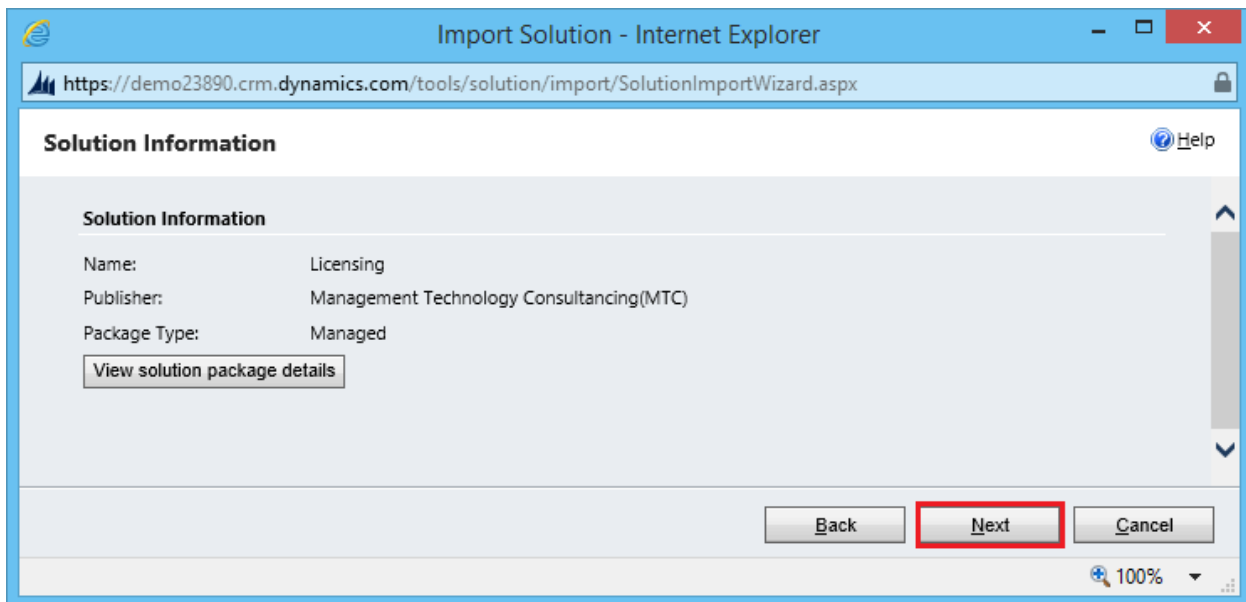 Import Solution - Internet Explorer
https://demo23890.crm.dynamics.com/tools/solution/import/SolutionImportWizard.aspx
Solution Information
Help
Solution Information
Name: Licensing
Publisher: Management Technology Consultancing(MTC)
Package Type: Managed
View solution package details
Back Next Cancel
100%